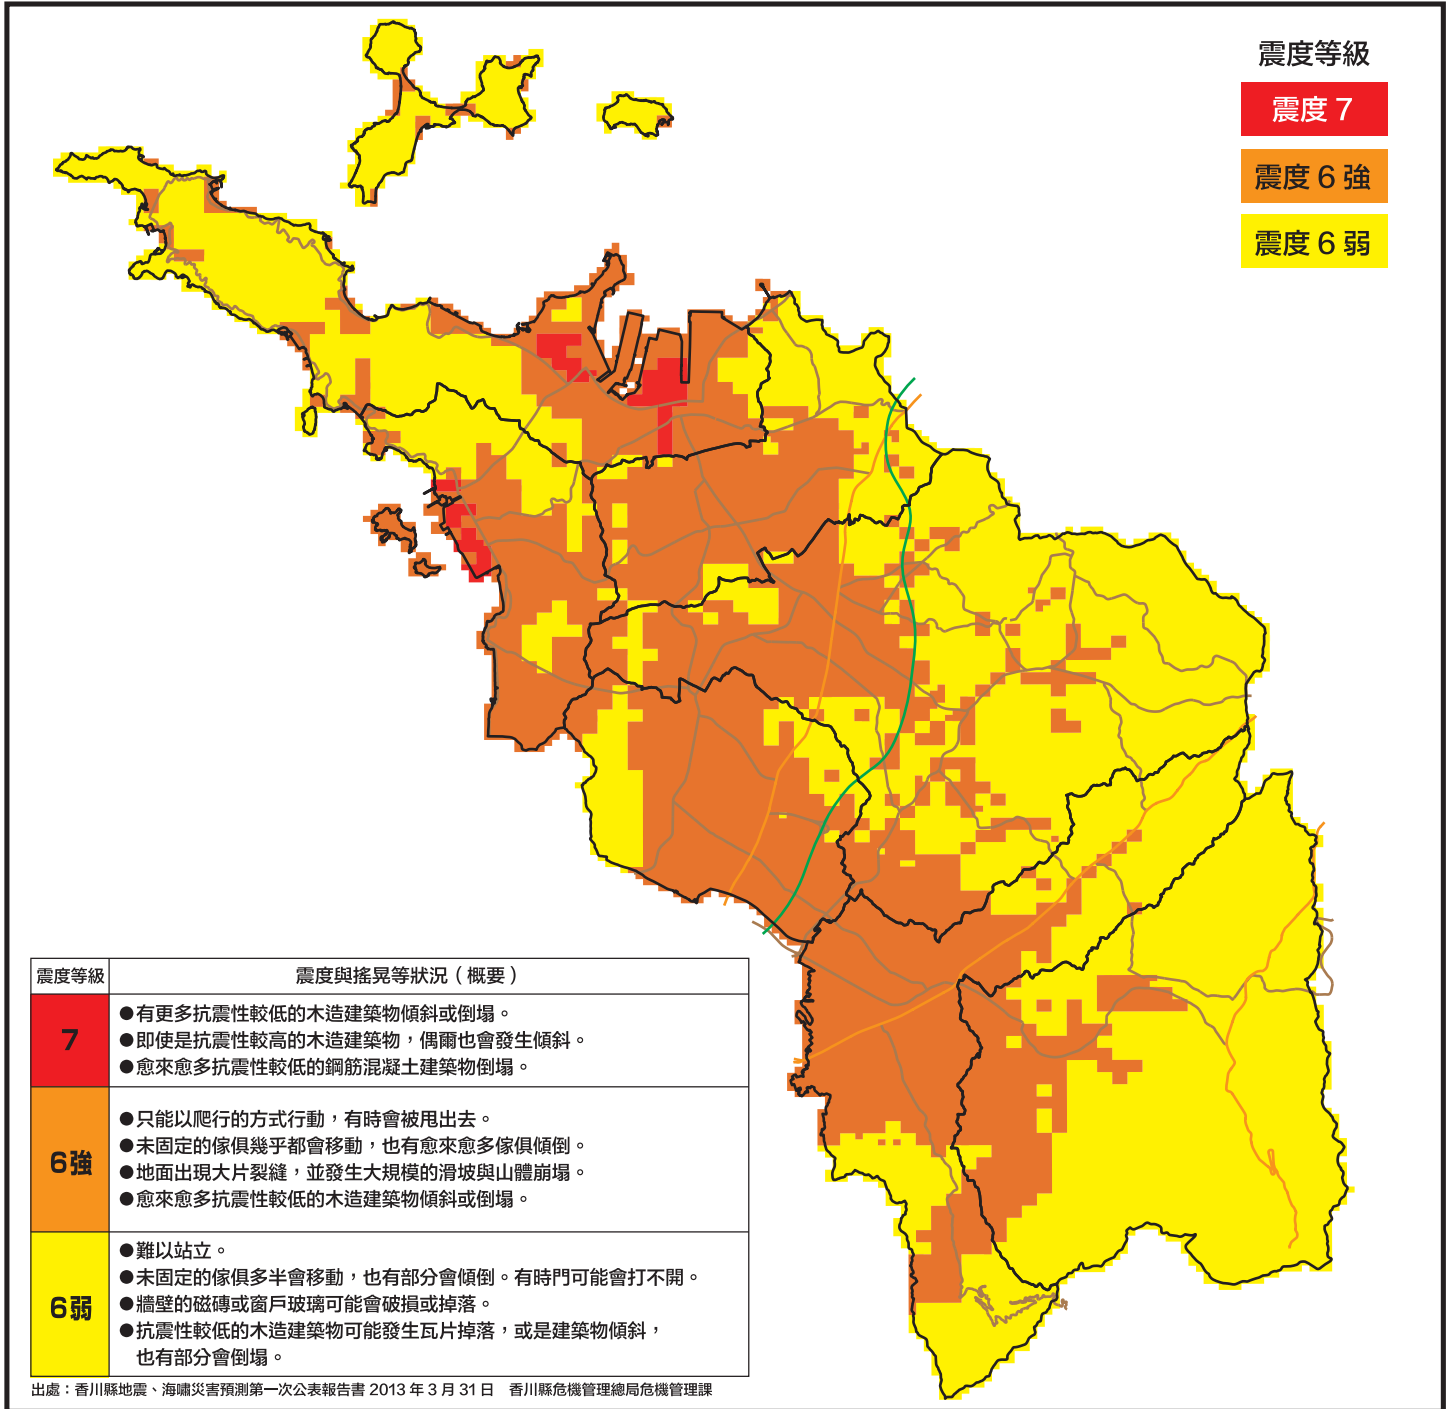 震度等級
震度 7
震度 6 強
震度 6 弱
震度等級
震度與搖晃等狀況（概要）
7
●有更多抗震性較低的木造建築物傾斜或倒塌。
●即使是抗震性較高的木造建築物，偶爾也會發生傾斜。
●愈來愈多抗震性較低的鋼筋混凝土建築物倒塌。
6強
●只能以爬行的方式行動，有時會被甩出去。
●未固定的傢俱幾乎都會移動，也有愈來愈多傢俱傾倒。
●地面出現大片裂縫，並發生大規模的滑坡與山體崩塌。
●愈來愈多抗震性較低的木造建築物傾斜或倒塌。
6弱
●難以站立。
●未固定的傢俱多半會移動，也有部分會傾倒。有時門可能會打不開。
●牆壁的磁磚或窗戶玻璃可能會破損或掉落。
●抗震性較低的木造建築物可能發生瓦片掉落，或是建築物傾斜，
也有部分會倒塌。
出處：香川縣地震、海嘯災害預測第一次公表報告書 2013 年 3 月 31 日　香川縣危機管理總局危機管理課